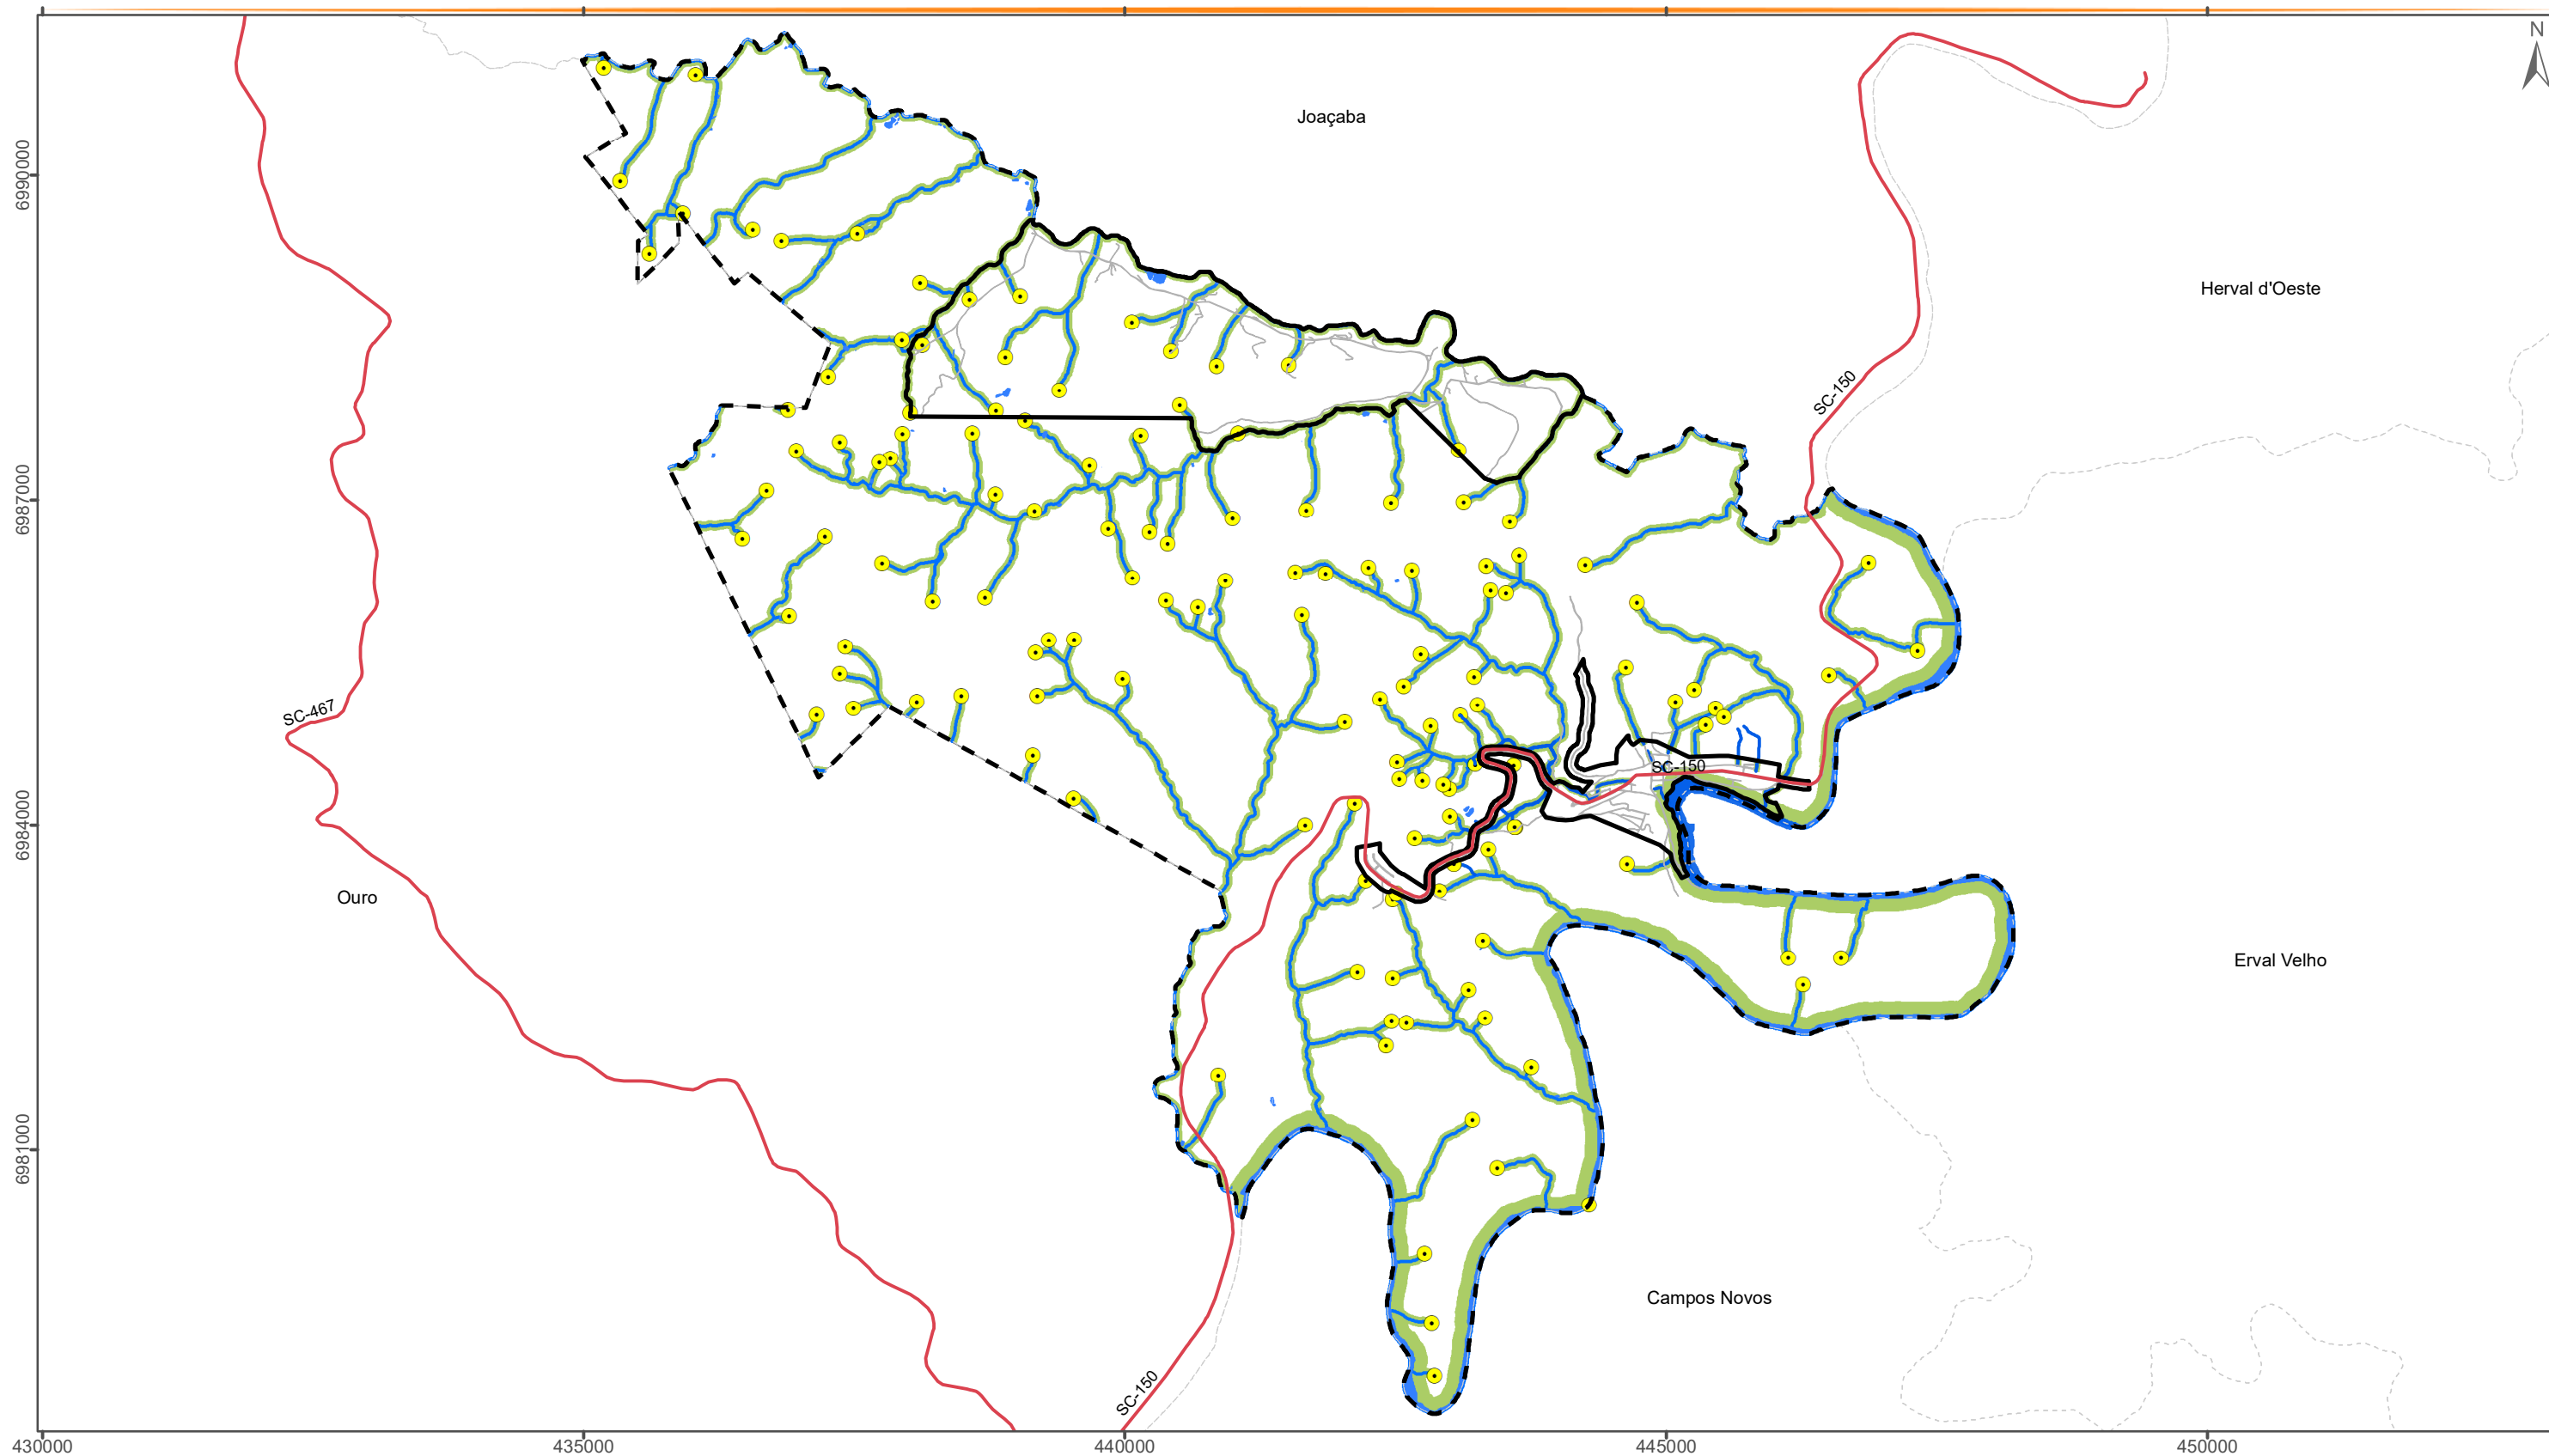 N
Joaçaba
6990000
Herval d'Oeste
SC-150
6987000
SC-467
SC-150
6984000
Ouro
Erval Velho
6981000
Campos Novos
SC-150
430000
435000
440000
445000
450000